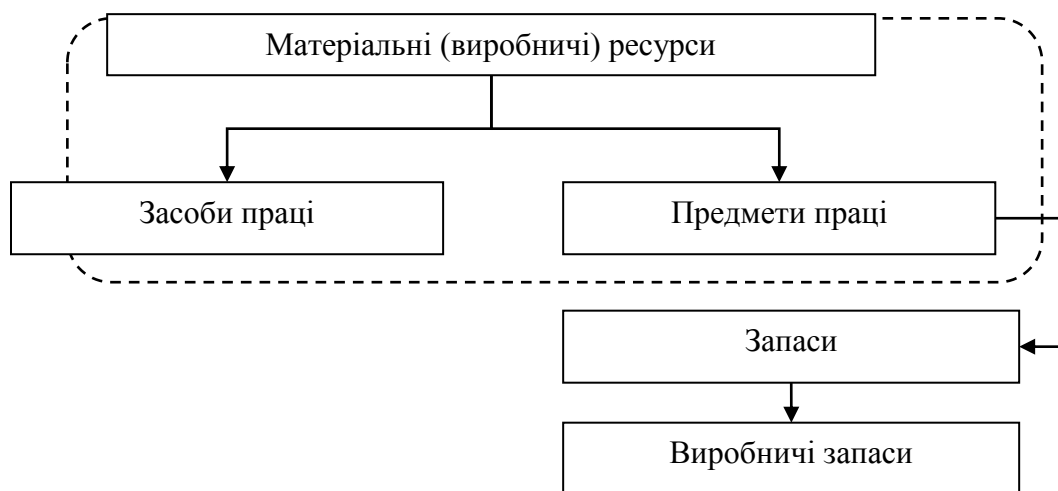 Матеріальні (виробничі) ресурси
Засоби праці
Предмети праці
Запаси
Виробничі запаси